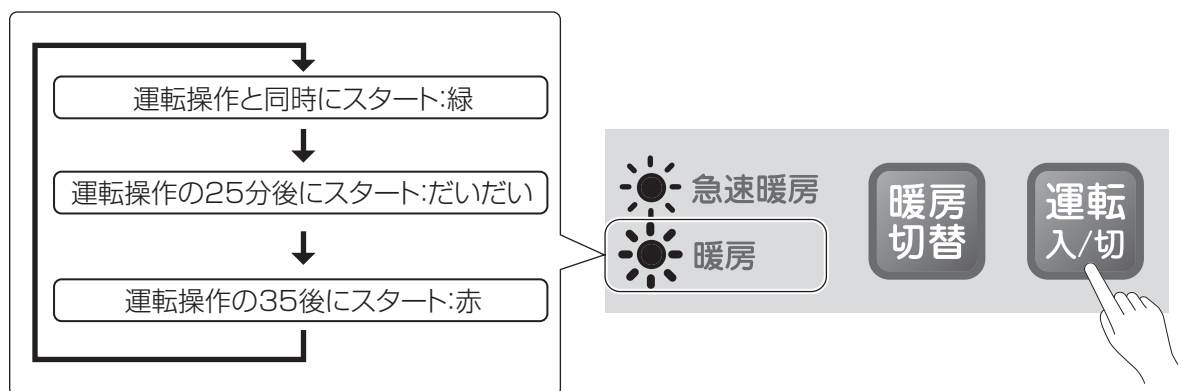 運転操作と同時にスタート:緑
運転操作の25分後にスタート:だいだい
運転操作の35後にスタート:赤
急速暖房
暖房
暖房
切替
運転
入/切